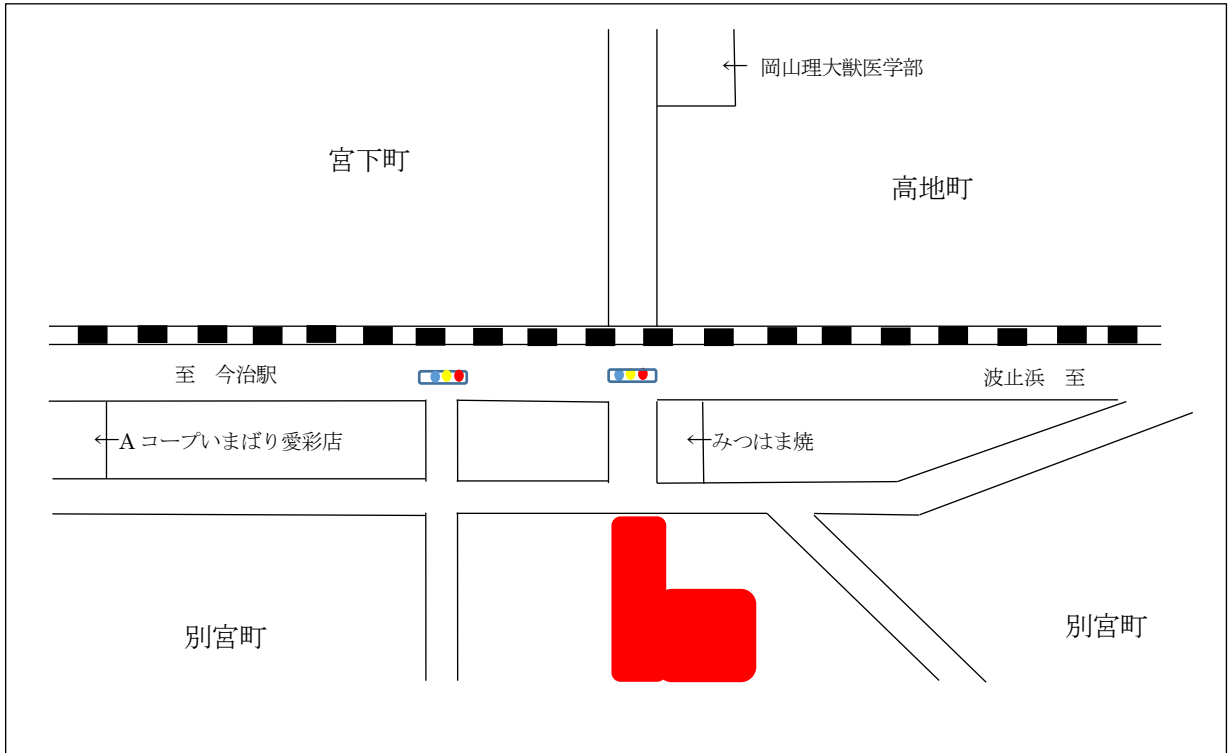 ← 岡山理大獣医学部
宮下町
高地町
至　今治駅
波止浜　至
←A コープいまばり愛彩店
←みつはま焼
別宮町
別宮町